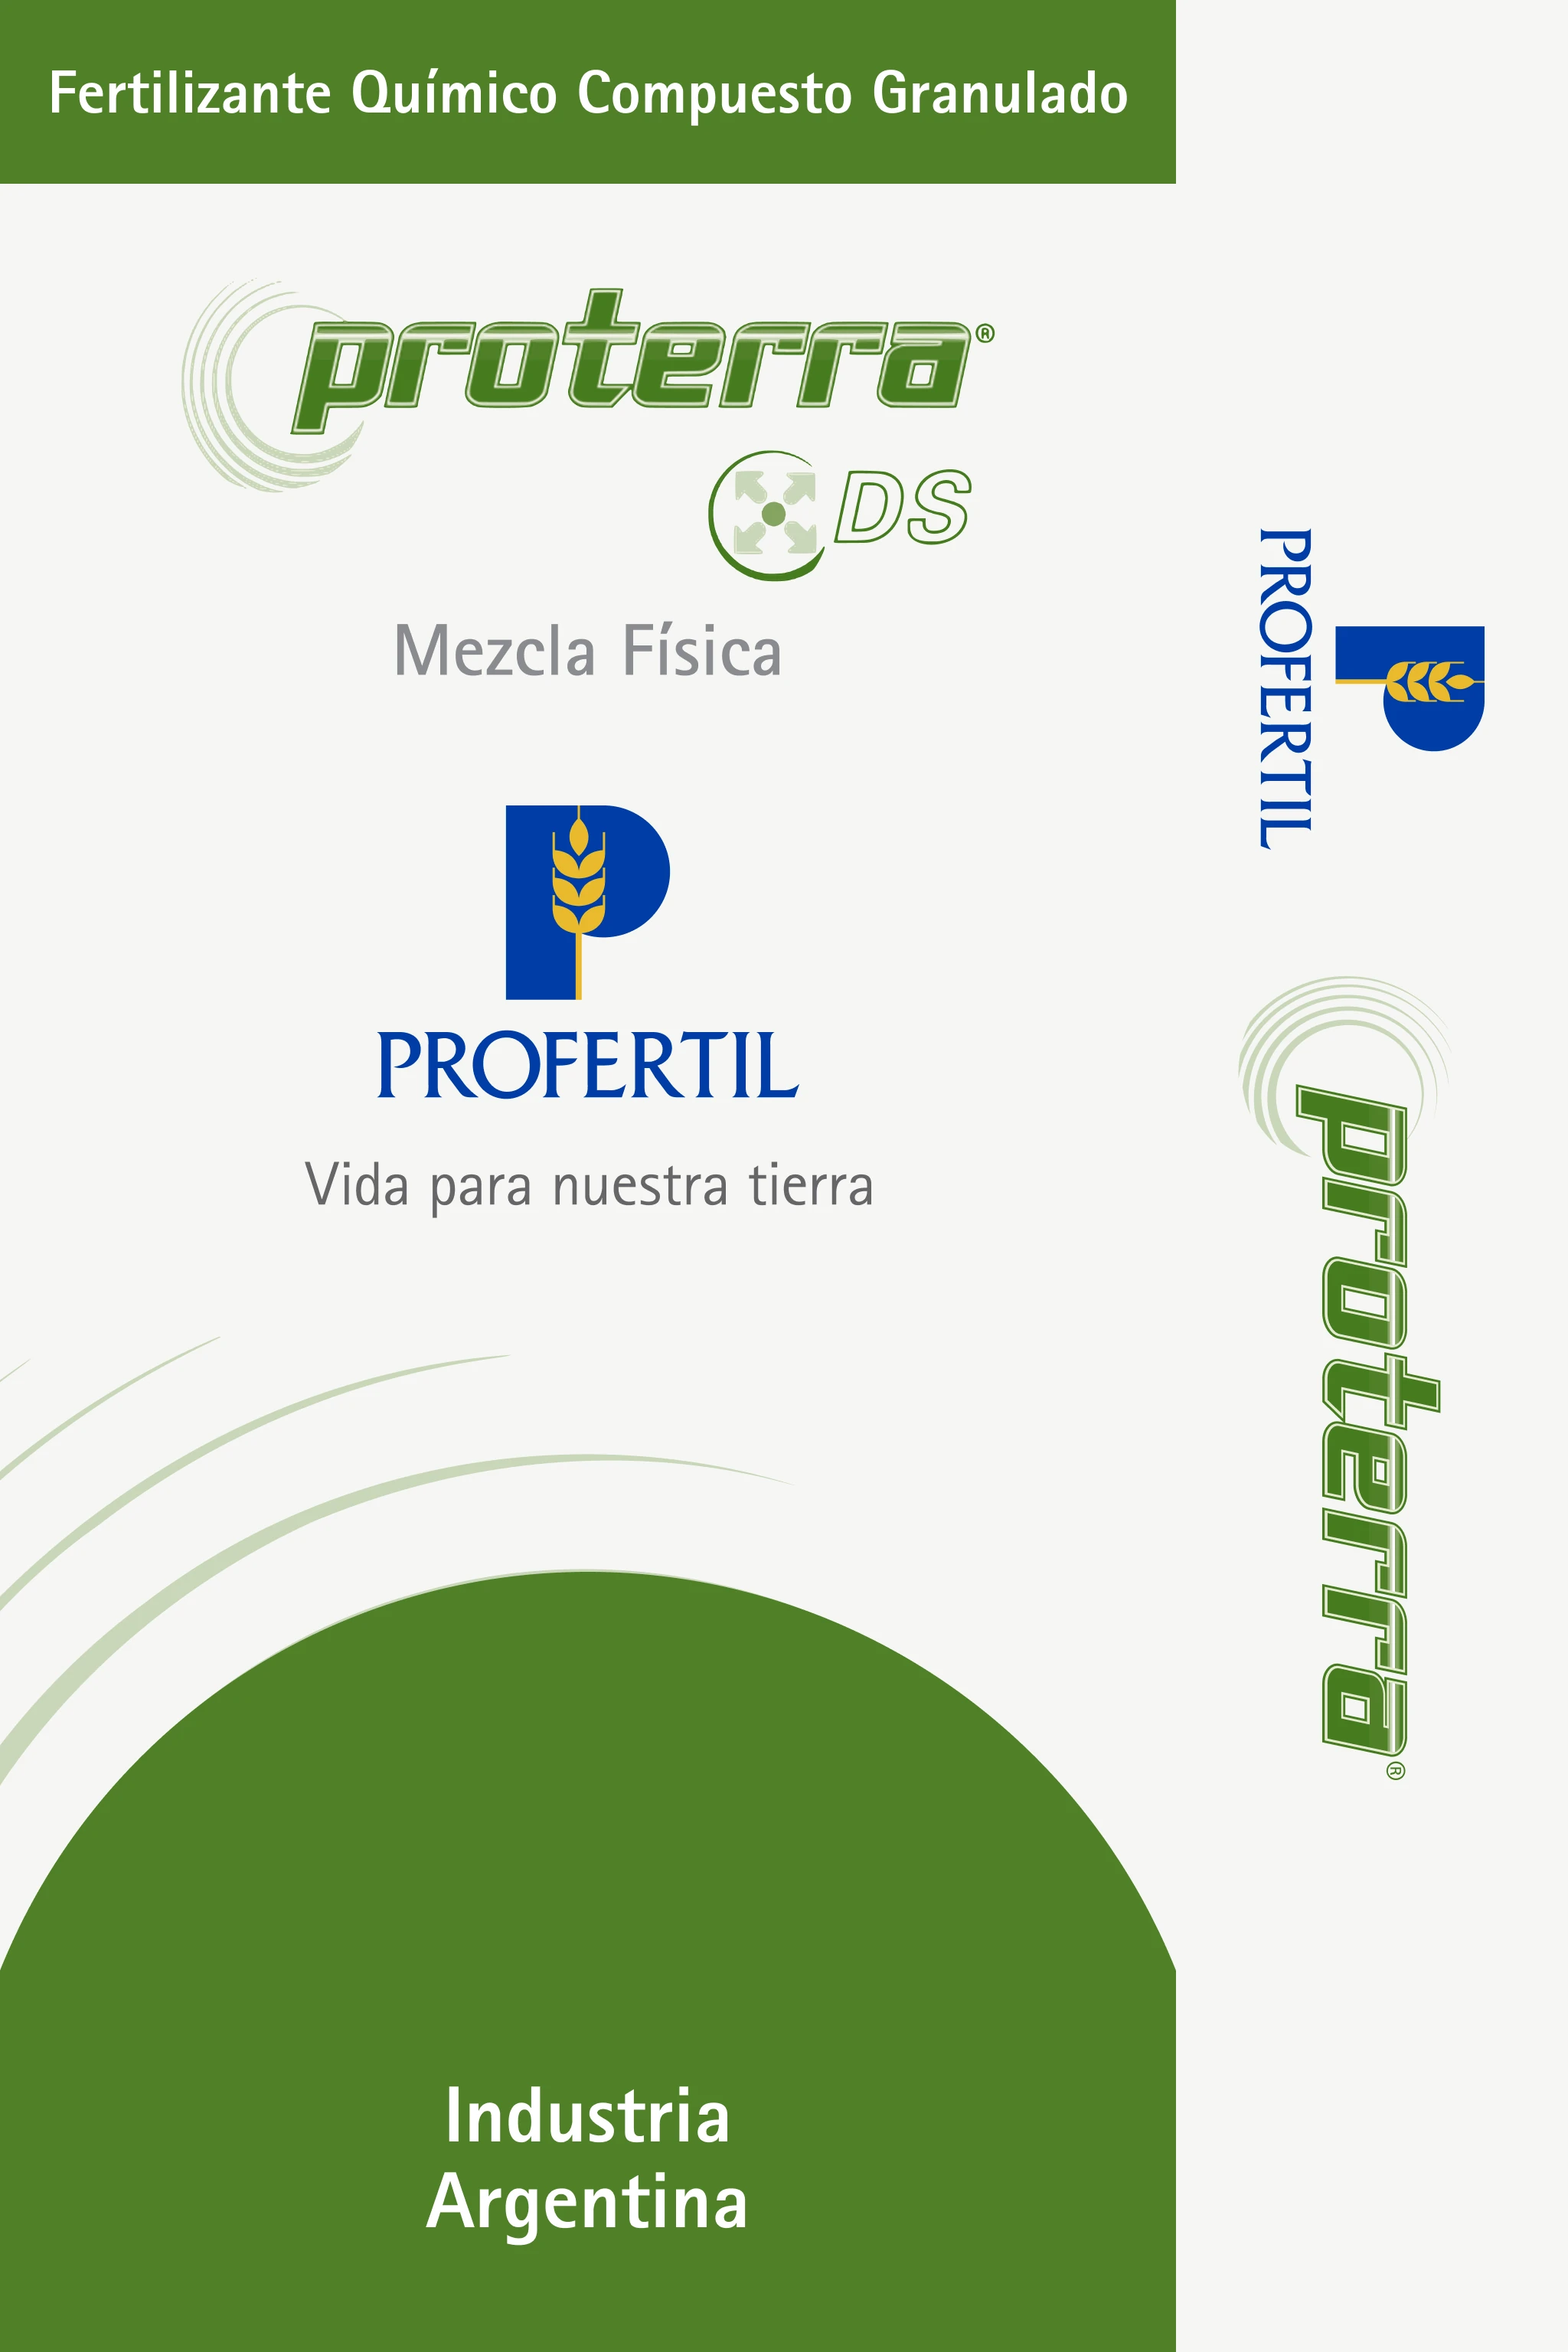 Fertilizante Químico Compuesto Granulado
proterra®
DS
Mezcla Física
PROFERTIL
Vida para nuestra tierra
Industria
Argentina
PROFERTIL
proterra®